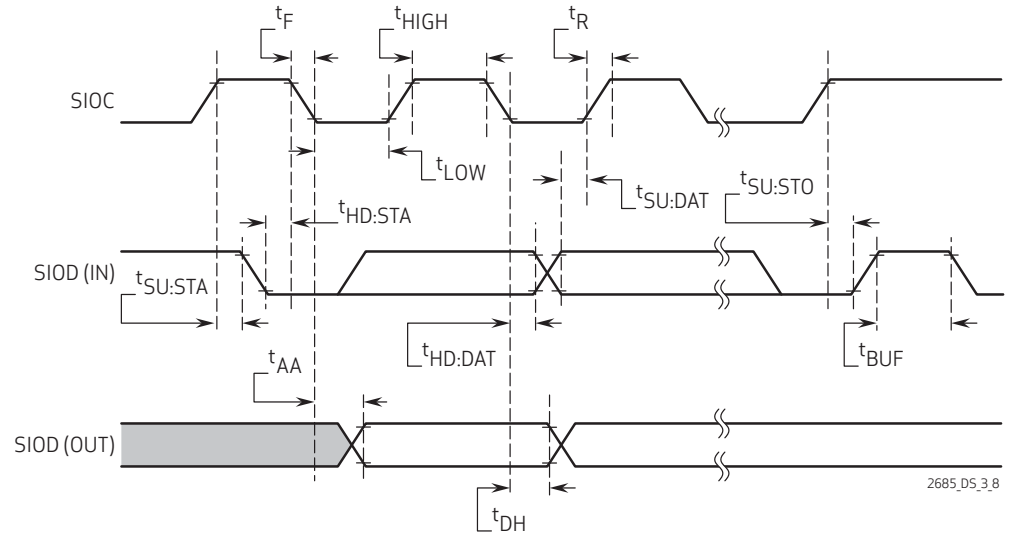 tF
tHIGH
tR
SIOC
tLOW
tSU:DAT
tSU:STO
tHD:STA
SIOD (IN)
tSU:STA
tHD:DAT
tBUF
tAA
SIOD (OUT)
2685_DS_3_8
tDH